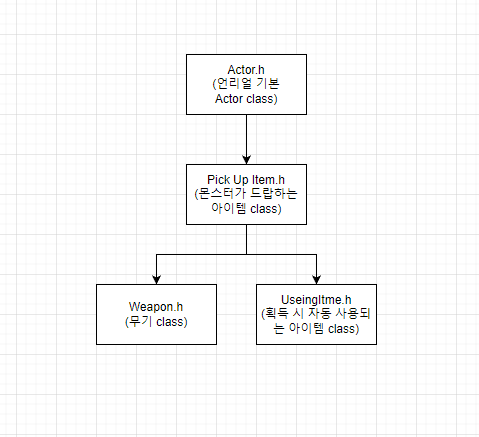 Actor.h
(언리얼 기본
Actor class)
Pick Up Item.h
(몬스터가 드랍하는
아이템 class)
Weapon.h
(무기 class)
UseingItme.h
(획득 시 자동 사용되
는 아이템 class)